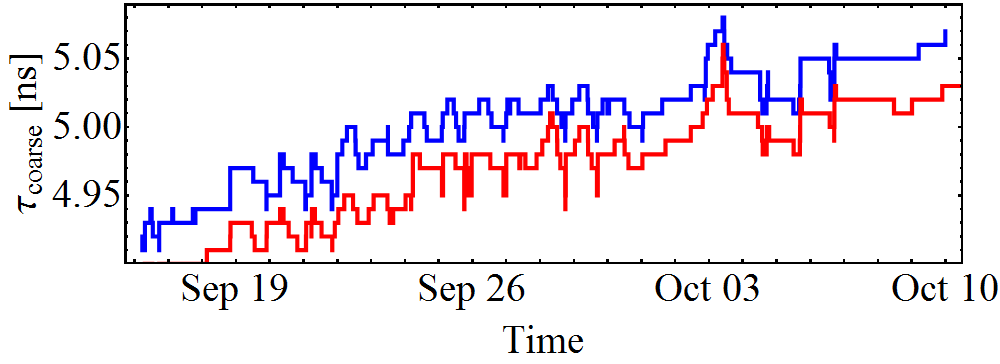 τcoarse [ns]
5.05
5.00
4.95
Sep 19 Sep 26 Oct 03 Oct 10
Time